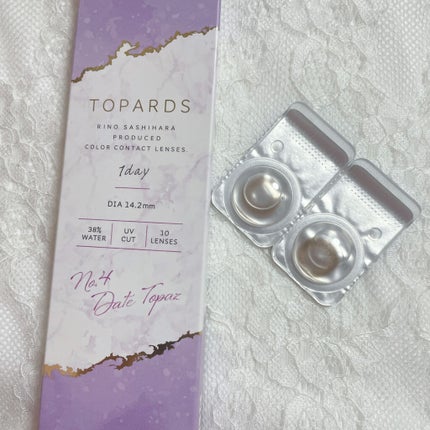 TOPARDS
RINO SASHIHARA
PRODUCED
COLOR CONTACT LENSES
1day
DIA 14.2mm
38% WATER
UV CUT
10 LENSES
No.4
Date Topaz